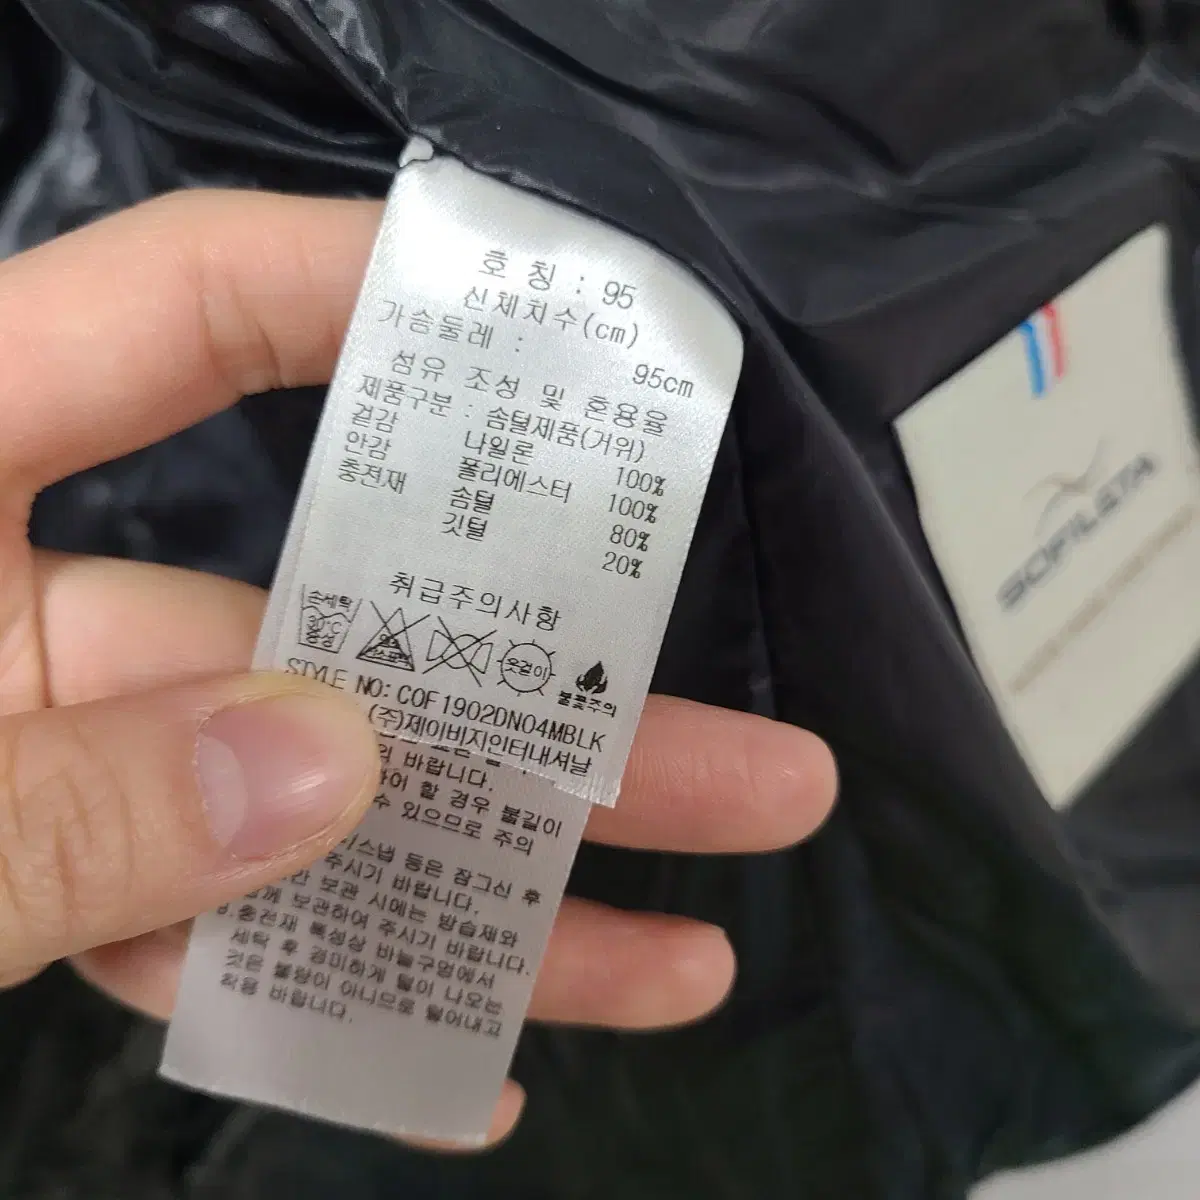 호 칭 : 95
신체치수(cm)
가슴둘레 : 95cm
섬유 조성 및 혼용율
제품구분 : 솜털제품(거위)
겉감 나일론 100%
안감 폴리에스터 100%
충전재 솜털 80%
깃털 20%
취급주의사항
손세탁
30°C
중성
옷걸이
불꽃주의
STYLE NO: COF1902DN04MBLK
(주)제이비지인터내셔날
바랍니다.
할 경우 불길이
수 있으므로 주의
등은 잠그신 후
주시기 바랍니다.
보관 시에는 방습제와
함께 보관하여 주시기 바랍니다.
충전재 특성상 바늘구멍에서
세탁 후 경미하게 털이 나오는
것은 불량이 아니므로 털어내고
착용 바랍니다.
SOFILETA